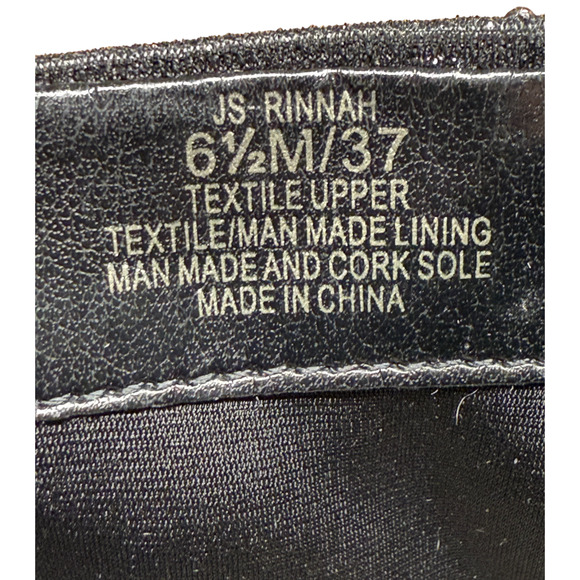 JS-RINNAH
6½M/37
TEXTILE UPPER
TEXTILE/MAN MADE LINING
MAN MADE AND CORK SOLE
MADE IN CHINA